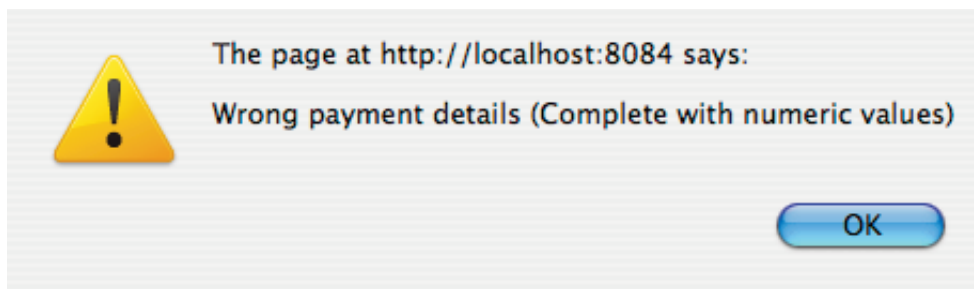 The page at http://localhost:8084 says:
Wrong payment details (Complete with numeric values)
OK